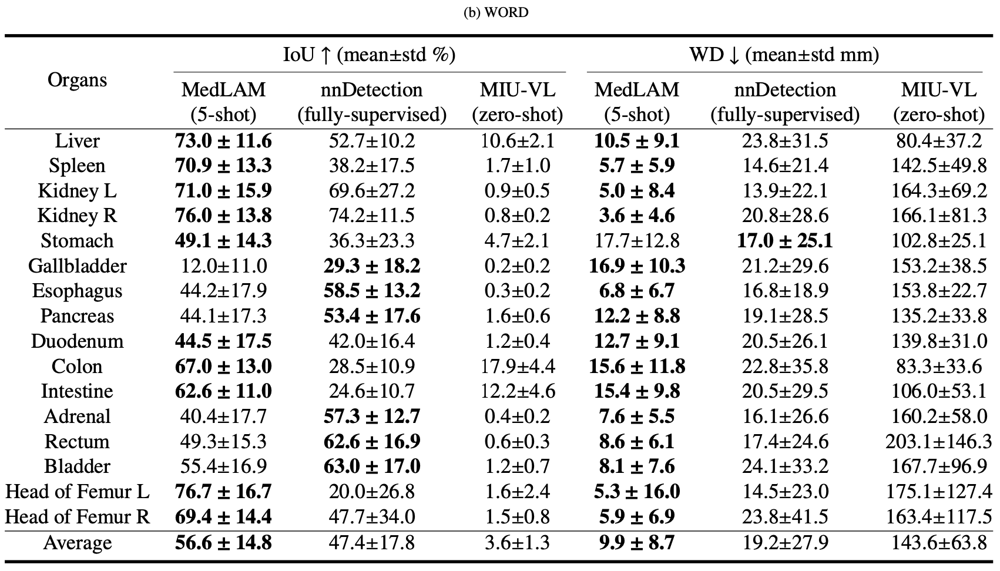 (b) WORD
IoU ↑ (mean±std %) WD ↓ (mean±std mm)
Organs
MedLAM nnDetection MIU-VL MedLAM nnDetection MIU-VL
(5-shot) (fully-supervised) (zero-shot) (5-shot) (fully-supervised) (zero-shot)
Liver 73.0 ± 11.6 52.7±10.2 10.6±2.1 10.5 ± 9.1 23.8±31.5 80.4±37.2
Spleen 70.9 ± 13.3 38.2±17.5 1.7±1.0 5.7 ± 5.9 14.6±21.4 142.5±49.8
Kidney L 71.0 ± 15.9 69.6±27.2 0.9±0.5 5.0 ± 8.4 13.9±22.1 164.3±69.2
Kidney R 76.0 ± 13.8 74.2±11.5 0.8±0.2 3.6 ± 4.6 20.8±28.6 166.1±81.3
Stomach 49.1 ± 14.3 36.3±23.3 4.7±2.1 17.7±12.8 17.0 ± 25.1 102.8±25.1
Gallbladder 12.0±11.0 29.3 ± 18.2 0.2±0.2 16.9 ± 10.3 21.2±29.6 153.2±38.5
Esophagus 44.2±17.9 58.5 ± 13.2 0.3±0.2 6.8 ± 6.7 16.8±18.9 153.8±22.7
Pancreas 44.1±17.3 53.4 ± 17.6 1.6±0.6 12.2 ± 8.8 19.1±28.5 135.2±33.8
Duodenum 44.5 ± 17.5 42.0±16.4 1.2±0.4 12.7 ± 9.1 20.5±26.1 139.8±31.0
Colon 67.0 ± 13.0 28.5±10.9 17.9±4.4 15.6 ± 11.8 22.8±35.8 83.3±33.6
Intestine 62.6 ± 11.0 24.6±10.7 12.2±4.6 15.4 ± 9.8 20.5±29.5 106.0±53.1
Adrenal 40.4±17.7 57.3 ± 12.7 0.4±0.2 7.6 ± 5.5 16.1±26.6 160.2±58.0
Rectum 49.3±15.3 62.6 ± 16.9 0.6±0.3 8.6 ± 6.1 17.4±24.6 203.1±146.3
Bladder 55.4±16.9 63.0 ± 17.0 1.2±0.7 8.1 ± 7.6 24.1±33.2 167.7±96.9
Head of Femur L 76.7 ± 16.7 20.0±26.8 1.6±2.4 5.3 ± 16.0 14.5±23.0 175.1±127.4
Head of Femur R 69.4 ± 14.4 47.7±34.0 1.5±0.8 5.9 ± 6.9 23.8±41.5 163.4±117.5
Average 56.6 ± 14.8 47.4±17.8 3.6±1.3 9.9 ± 8.7 19.2±27.9 143.6±63.8